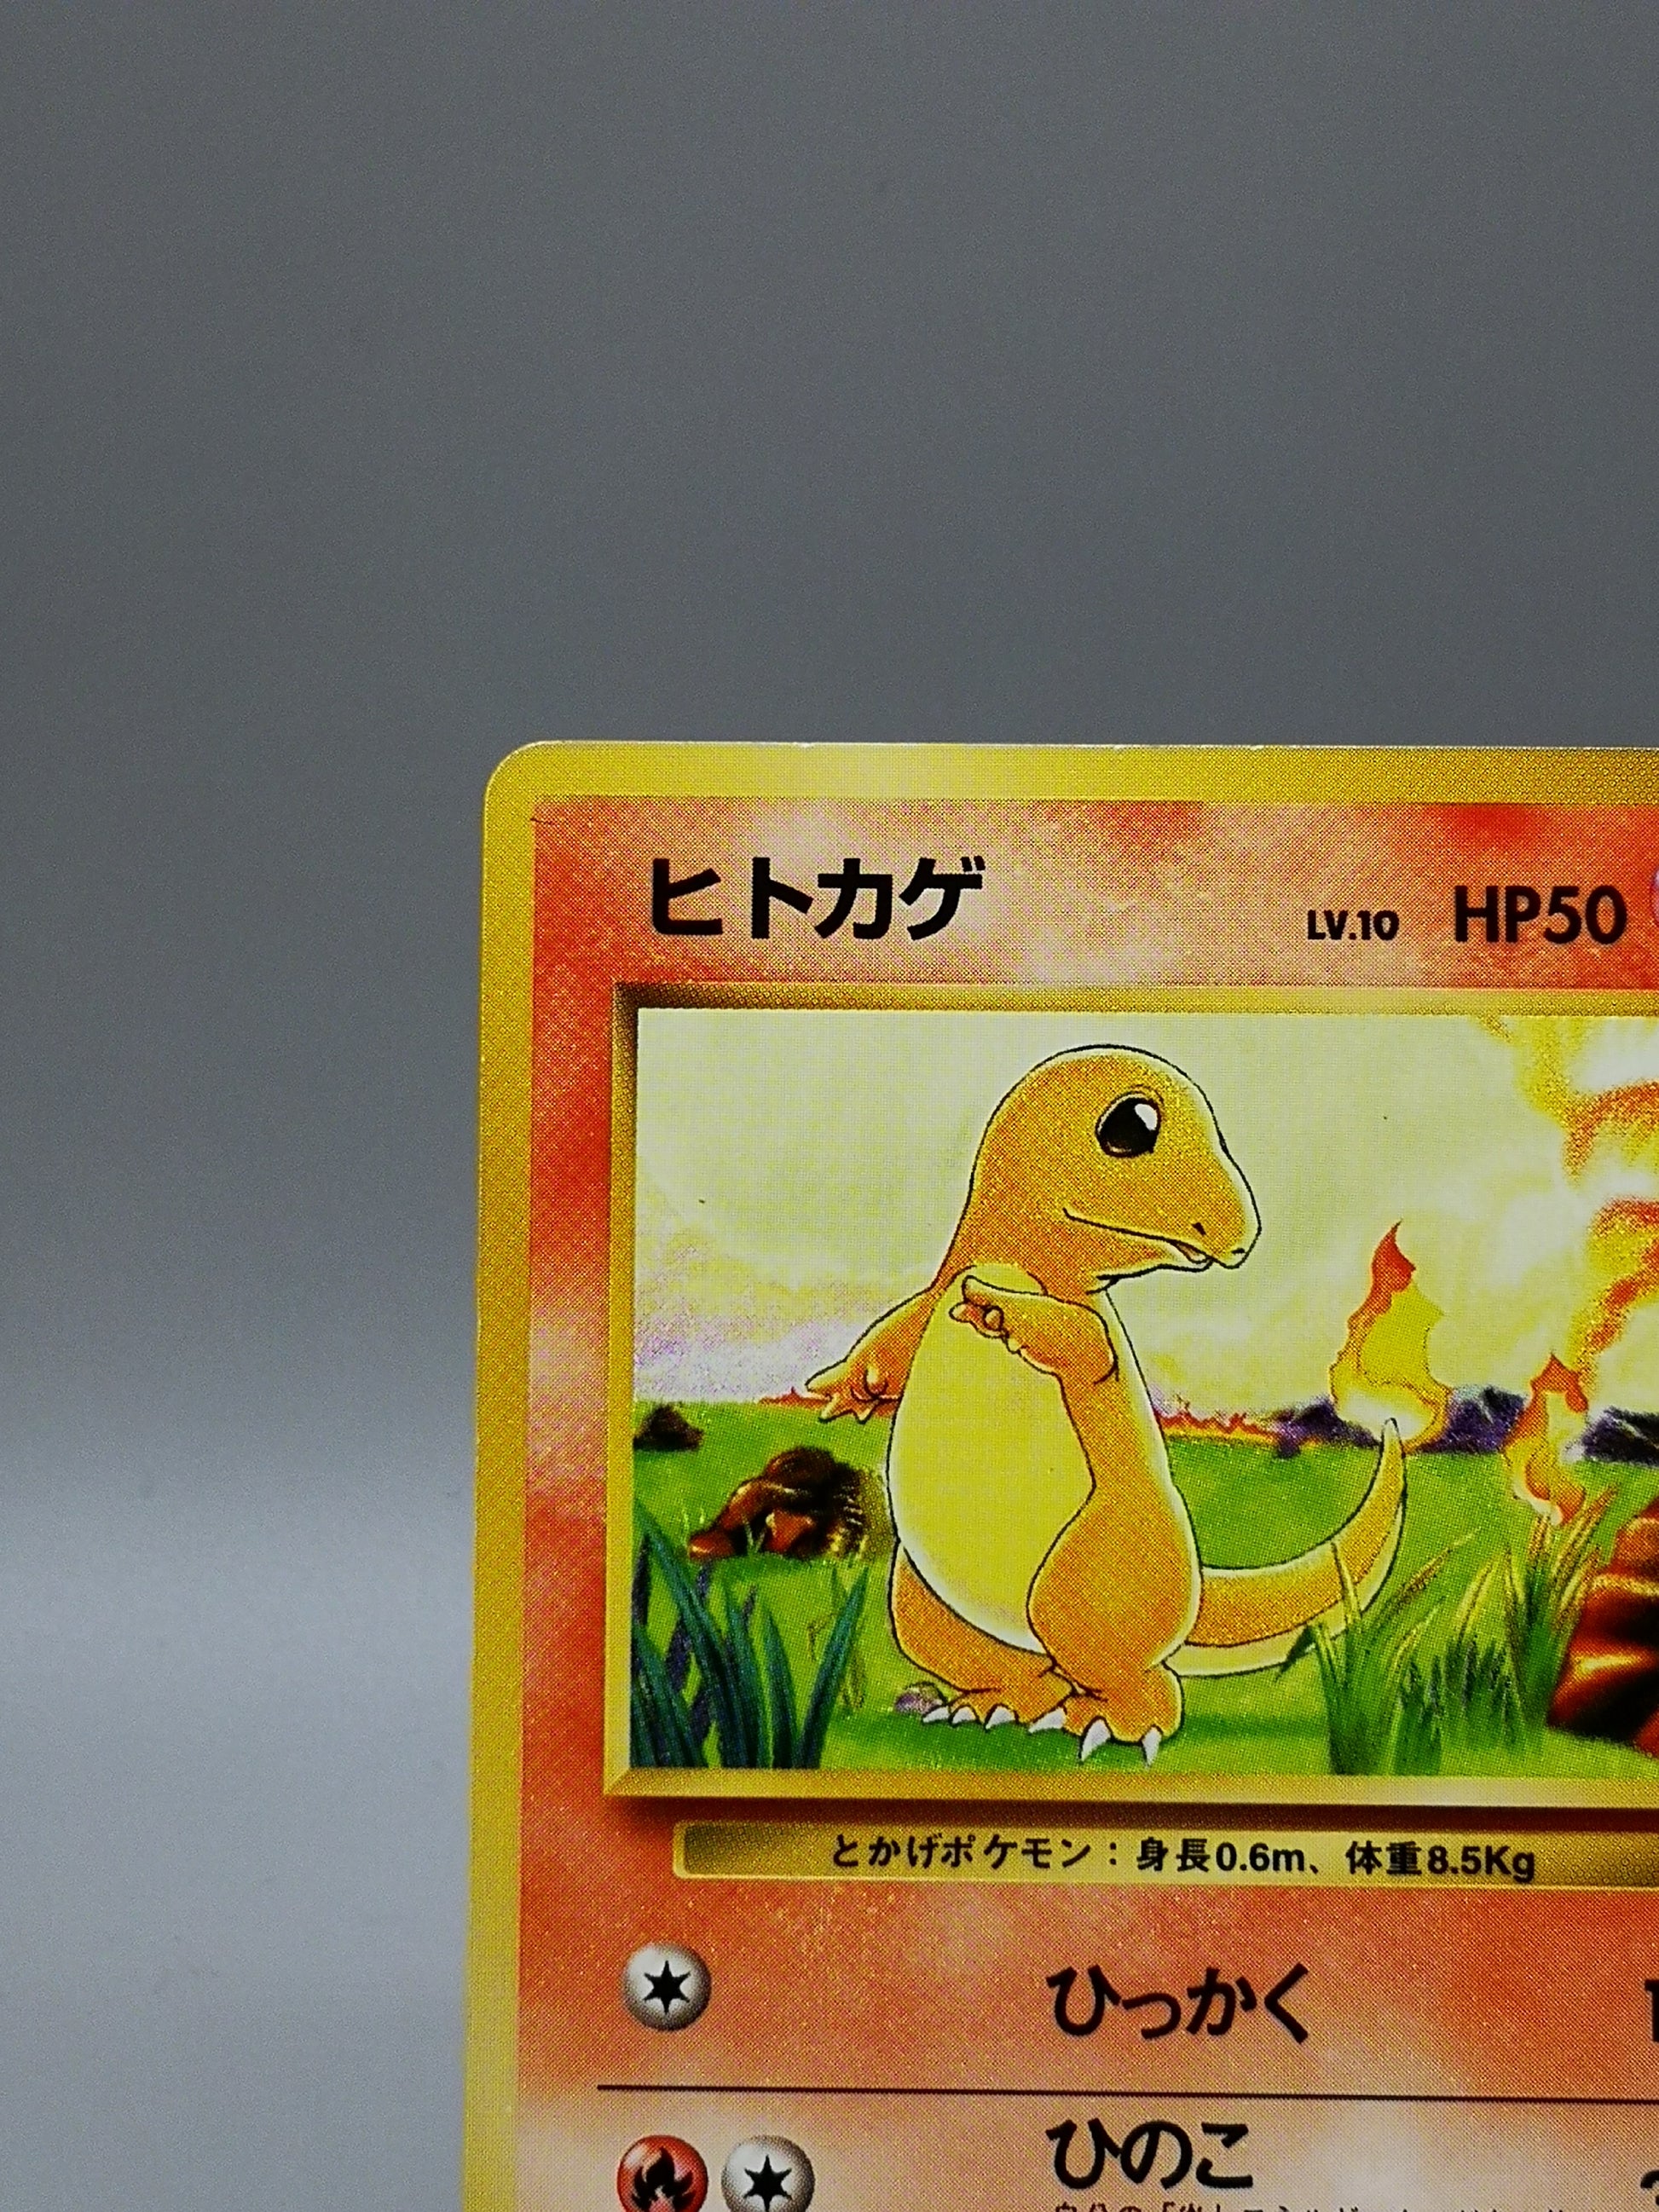 ヒトカゲ LV.10 HP50
とかげポケモン：身長0.6m、体重8.5Kg
ひっかく
ひのこ